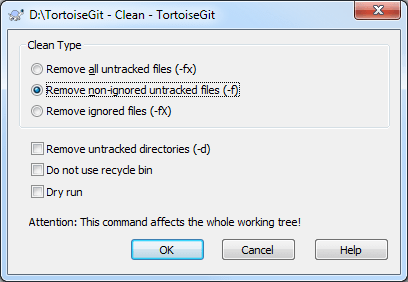 D:\TortoiseGit - Clean - TortoiseGit
Clean Type
Remove all untracked files (-fx)
Remove non-ignored untracked files (-f)
Remove ignored files (-fX)
Remove untracked directories (-d)
Do not use recycle bin
Dry run
Attention: This command affects the whole working tree!
OK Cancel Help